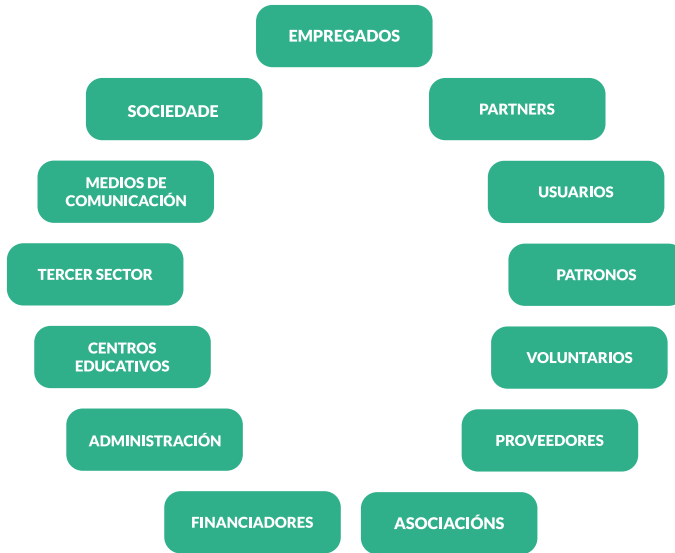 EMPREGADOS
SOCIEDADE
PARTNERS
MEDIOS DE
COMUNICACIÓN
USUARIOS
TERCER SECTOR
PATRONOS
CENTROS
EDUCATIVOS
VOLUNTARIOS
ADMINISTRACIÓN
PROVEEDORES
FINANCIADORES
ASOCIACIÓNS